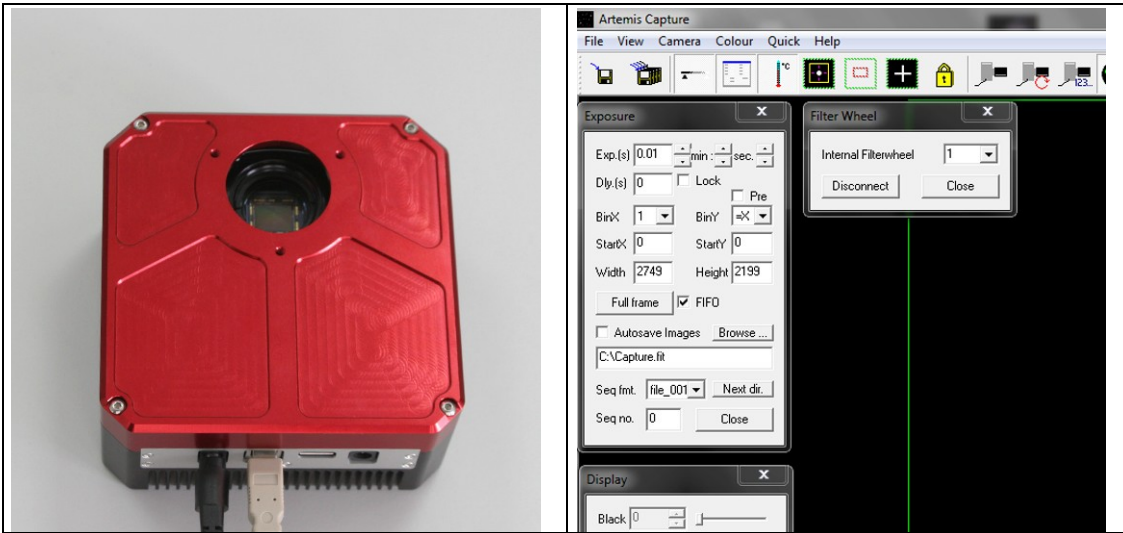 Artemis Capture
File View Camera Colour Quick Help
°C
123...
Exposure X
Exp.(s) 0.01 min : sec.
Dly.(s) 0 Lock
Pre
BinX 1 BinY =X
StartX 0 StartY 0
Width 2749 Height 2199
Full frame FIFO
Autosave Images Browse ...
C:\Capture.fit
Seq fmt. file_001 Next dir.
Seq no. 0 Close
Filter Wheel X
Internal Filterwheel 1
Disconnect Close
Display X
Black 0